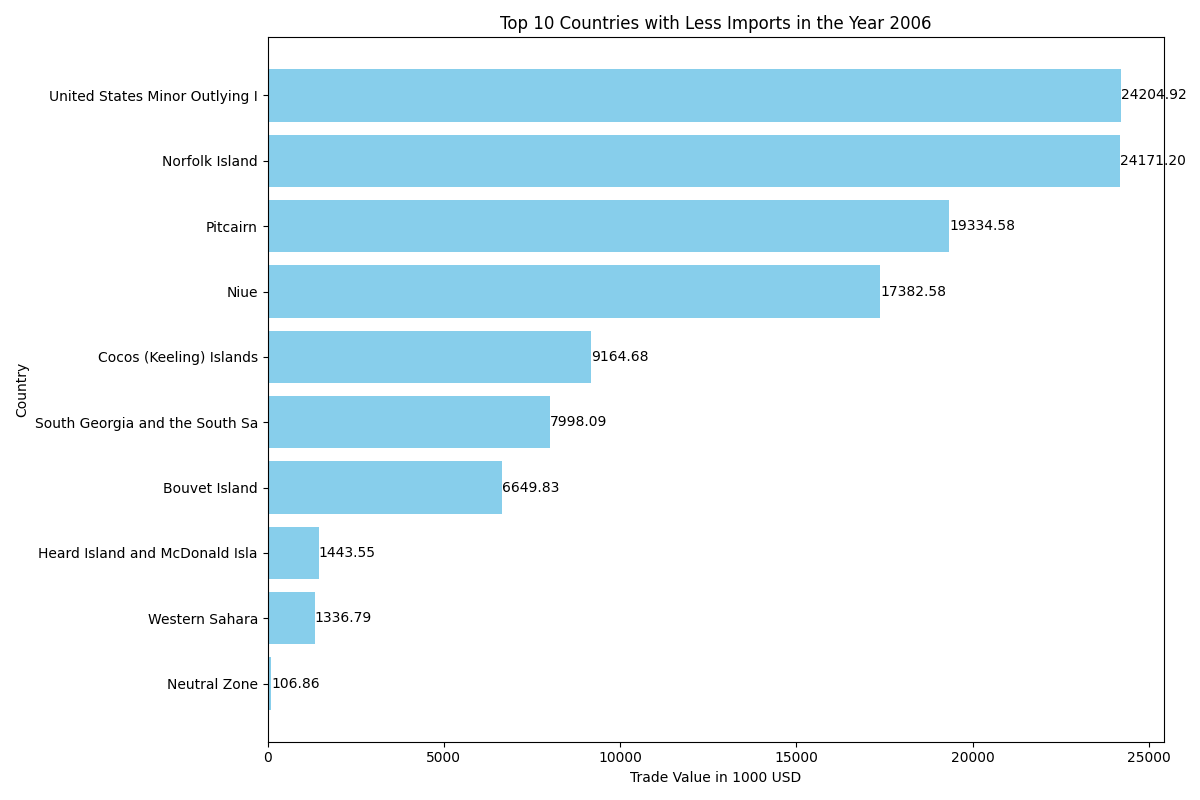 Top 10 Countries with Less Imports in the Year 2006
Country
United States Minor Outlying I 24204.92
Norfolk Island 24171.20
Pitcairn 19334.58
Niue 17382.58
Cocos (Keeling) Islands 9164.68
South Georgia and the South Sa 7998.09
Bouvet Island 6649.83
Heard Island and McDonald Isla 1443.55
Western Sahara 1336.79
Neutral Zone 106.86
0 5000 10000 15000 20000 25000
Trade Value in 1000 USD